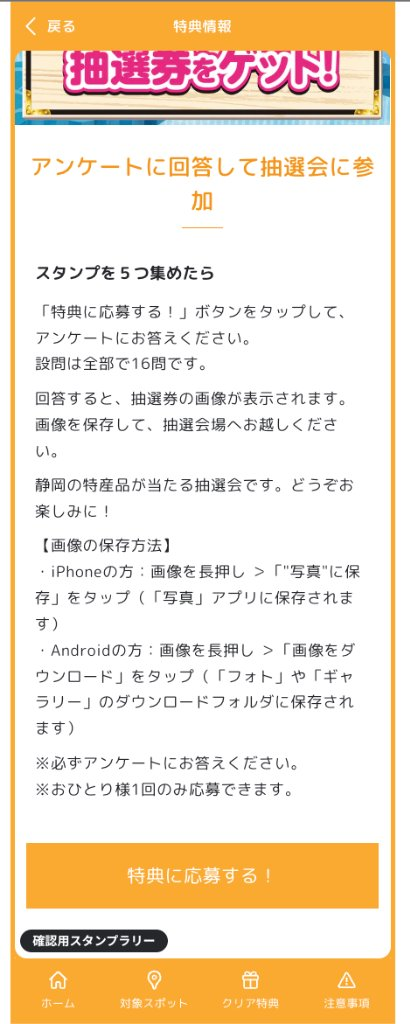 戻る
特典情報
抽選券をゲット!
アンケートに回答して抽選会に参
加
スタンプを５つ集めたら
「特典に応募する！」ボタンをタップして、
アンケートにお答えください。
設問は全部で16問です。
回答すると、抽選券の画像が表示されます。
画像を保存して、抽選会場へお越しくださ
い。
静岡の特産品が当たる抽選会です。どうぞお
楽しみに！
【画像の保存方法】
・iPhoneの方：画像を長押し ＞「"写真"に保
存」をタップ（「写真」アプリに保存されま
す）
・Androidの方：画像を長押し ＞「画像をダ
ウンロード」をタップ（「フォト」や「ギャ
ラリー」のダウンロードフォルダに保存され
ます）
※必ずアンケートにお答えください。
※おひとり様1回のみ応募できます。
特典に応募する！
確認用スタンプラリー
ホーム
対象スポット
クリア特典
注意事項